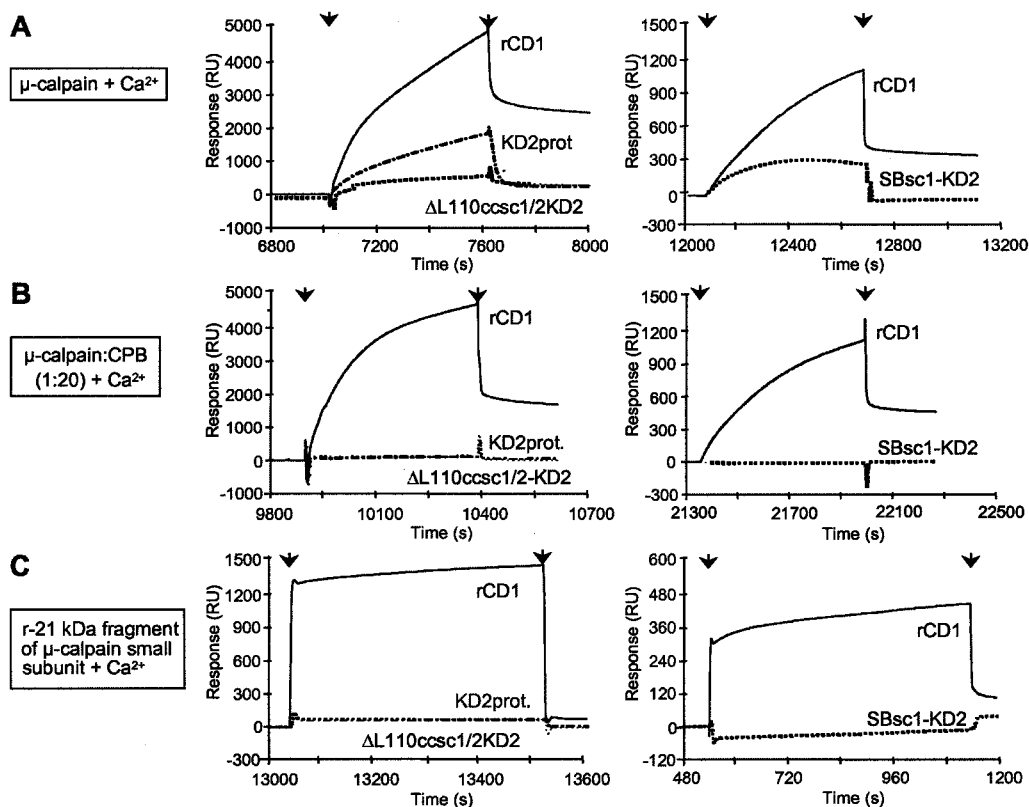 A
μ-calpain + Ca²⁺
Response (RU)
5000
4000
3000
2000
1000
0
-1000
6800
7200
7600
8000
Time (s)
rCD1
KD2prot
ΔL110ccsc1/2KD2
Response (RU)
1500
1200
900
600
300
0
-300
12000
12400
12800
13200
Time (s)
rCD1
SBsc1-KD2
B
μ-calpain:CPB
(1:20) + Ca²⁺
Response (RU)
5000
4000
3000
2000
1000
0
-1000
9800
10100
10400
10700
Time (s)
rCD1
KD2prot.
ΔL110ccsc1/2-KD2
Response (RU)
1500
1200
900
600
300
0
-300
21300
21700
22100
22500
Time (s)
rCD1
SBsc1-KD2
C
r-21 kDa fragment
of μ-calpain small
subunit + Ca²⁺
Response (RU)
1500
1200
900
600
300
0
-300
13000
13200
13400
13600
Time (s)
rCD1
KD2prot.
ΔL110ccsc1/2KD2
Response (RU)
600
480
360
240
120
0
-120
480
720
960
1200
Time (s)
rCD1
SBsc1-KD2